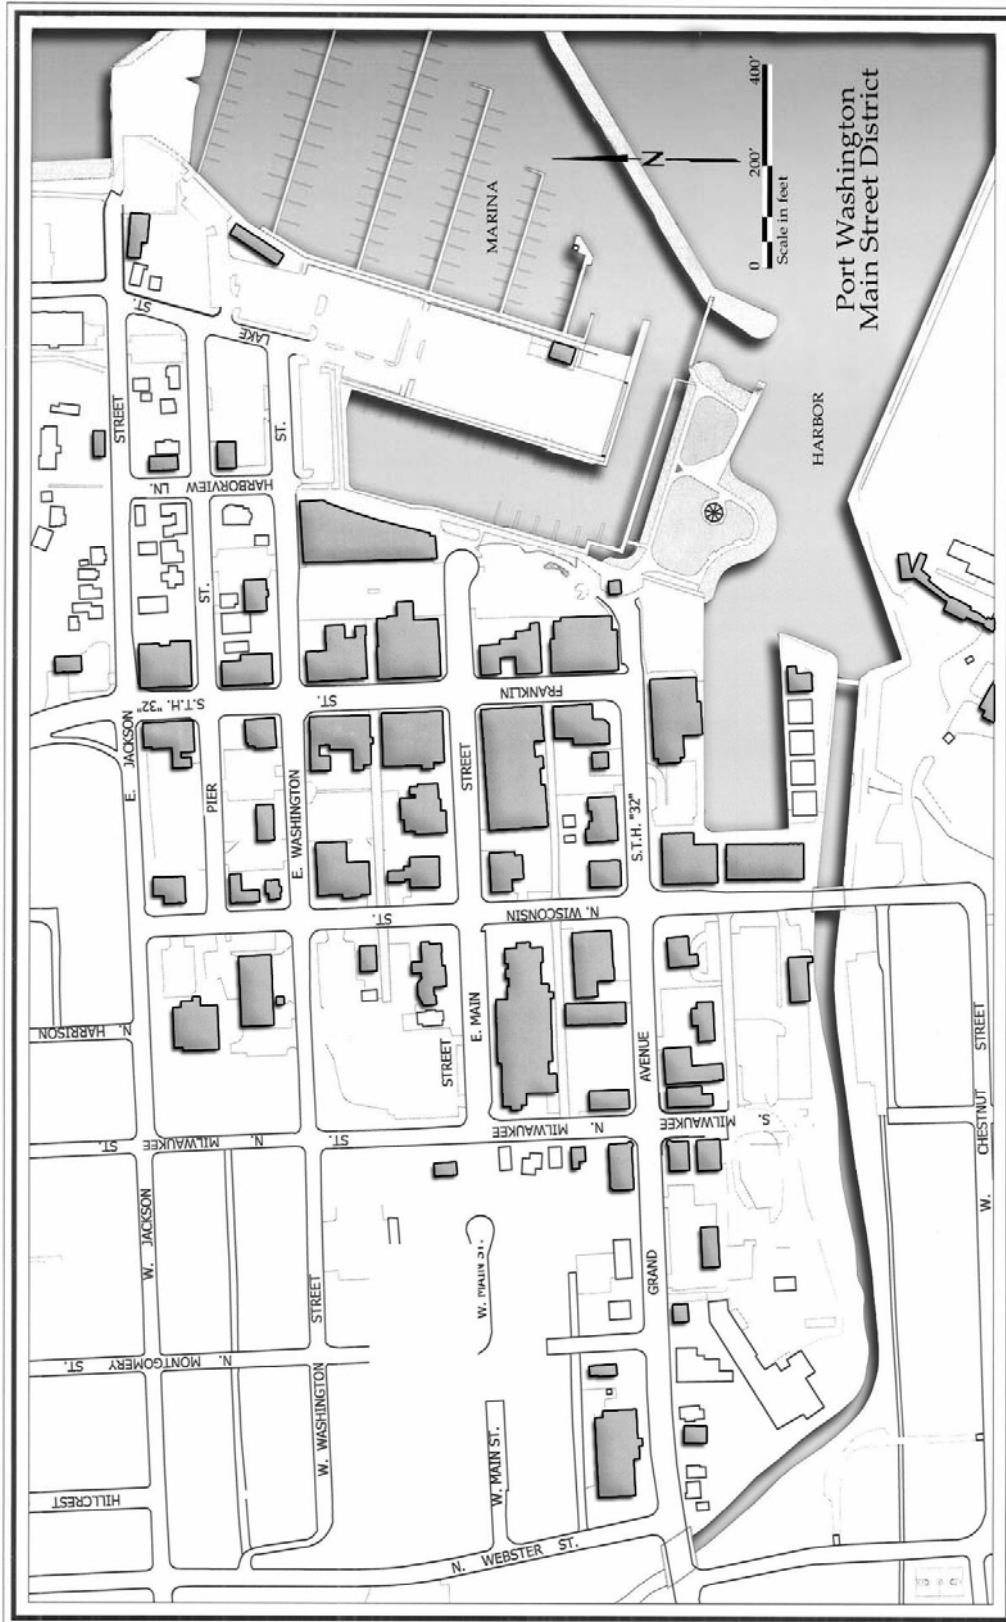 Port Washington
Main Street District
0 200' 400'
Scale in feet
N
MARINA
HARBOR
STREET
LAKE
ST.
ST.
HARBORVIEW
LN.
ST.
E. JACKSON
S.T.H. "32"
PIER
E. WASHINGTON
ST.
FRANKLIN
STREET
S.T.H. "32"
ST.
N. WISCONSIN
N. HARRISON
STREET
E. MAIN
AVENUE
ST.
MILWAUKEE
N.
ST.
MILWAUKEE
N.
MILWAUKEE
S.
W. JACKSON
STREET
W. MAIN ST.
GRAND
W. CHESTNUT STREET
ST.
MONTGOMERY
N.
W. WASHINGTON
W. MAIN ST.
HILLCREST
N. WEBSTER ST.